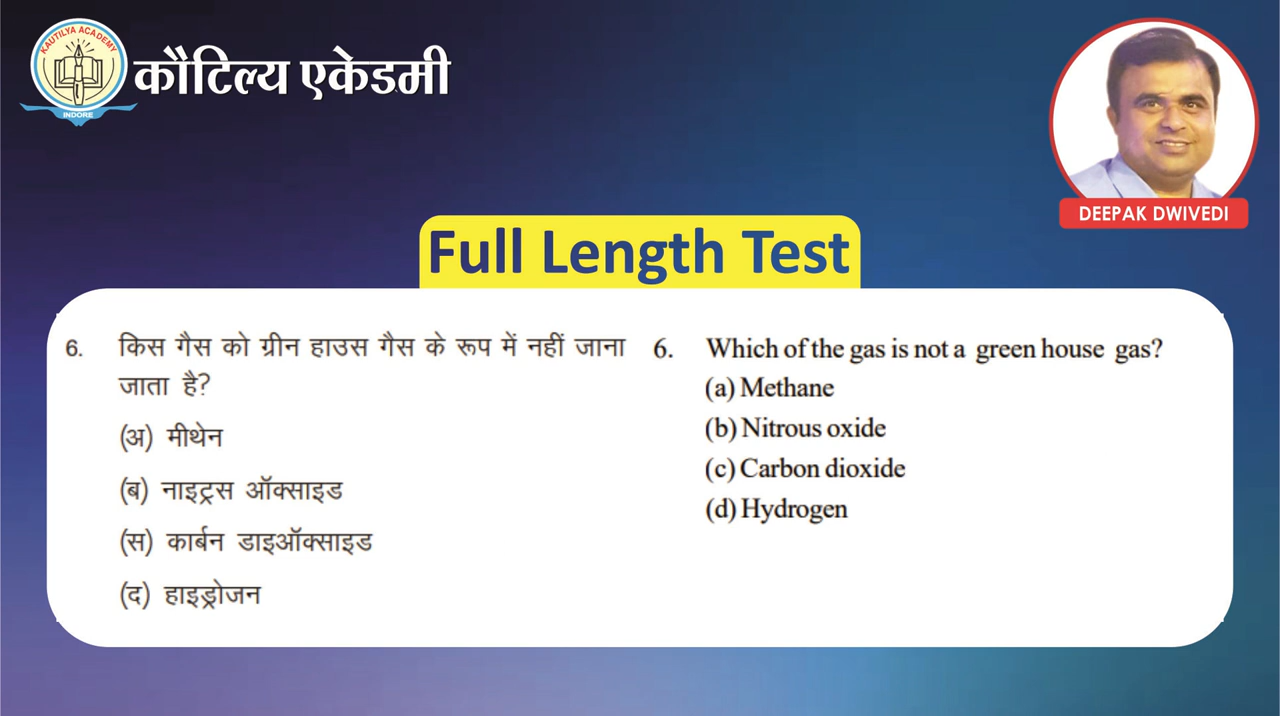 KAUTILYA ACADEMY
INDORE
कौटिल्य एकेडमी
DEEPAK DWIVEDI
Full Length Test
6. किस गैस को ग्रीन हाउस गैस के रूप में नहीं जाना
जाता है?
(अ) मीथेन
(ब) नाइट्रस ऑक्साइड
(स) कार्बन डाइऑक्साइड
(द) हाइड्रोजन
6. Which of the gas is not a green house gas?
(a) Methane
(b) Nitrous oxide
(c) Carbon dioxide
(d) Hydrogen